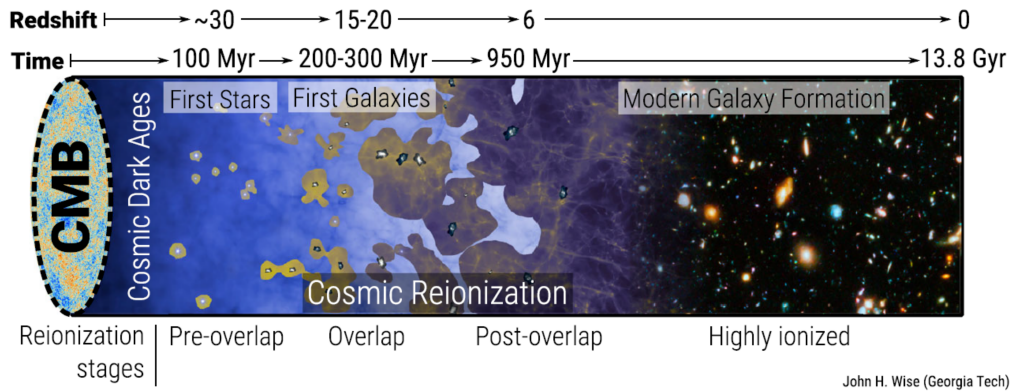 Redshift ~30 15-20 6 0
Time 100 Myr 200-300 Myr 950 Myr 13.8 Gyr
CMB
Cosmic Dark Ages
First Stars
First Galaxies
Modern Galaxy Formation
Cosmic Reionization
Reionization
stages
Pre-overlap
Overlap
Post-overlap
Highly ionized
John H. Wise (Georgia Tech)